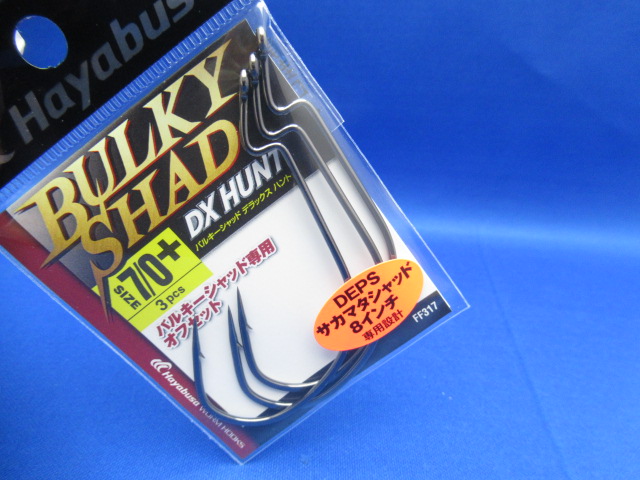 Hayabusa
BULKY
SHAD
DX HUNT
バルキーシャッド デラックス ハント
SIZE 7/0+
3pcs
バルキーシャッド専用
オフセット
DEPS
サカマタシャッド
8インチ
専用設計
FF317
Hayabusa WORM HOOKS